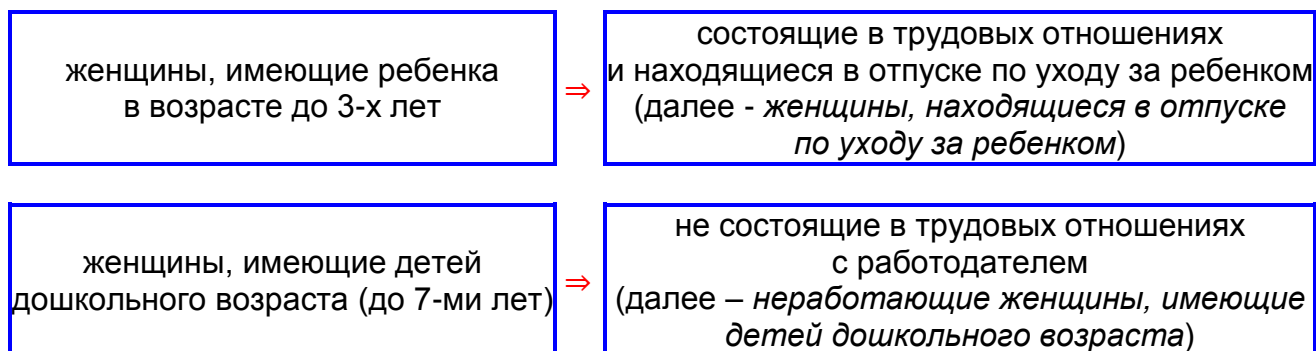 женщины, имеющие ребенка
в возрасте до 3-х лет
⇒
состоящие в трудовых отношениях
и находящиеся в отпуске по уходу за ребенком
(далее - женщины, находящиеся в отпуске
по уходу за ребенком)
женщины, имеющие детей
дошкольного возраста (до 7-ми лет)
⇒
не состоящие в трудовых отношениях
с работодателем
(далее – неработающие женщины, имеющие
детей дошкольного возраста)